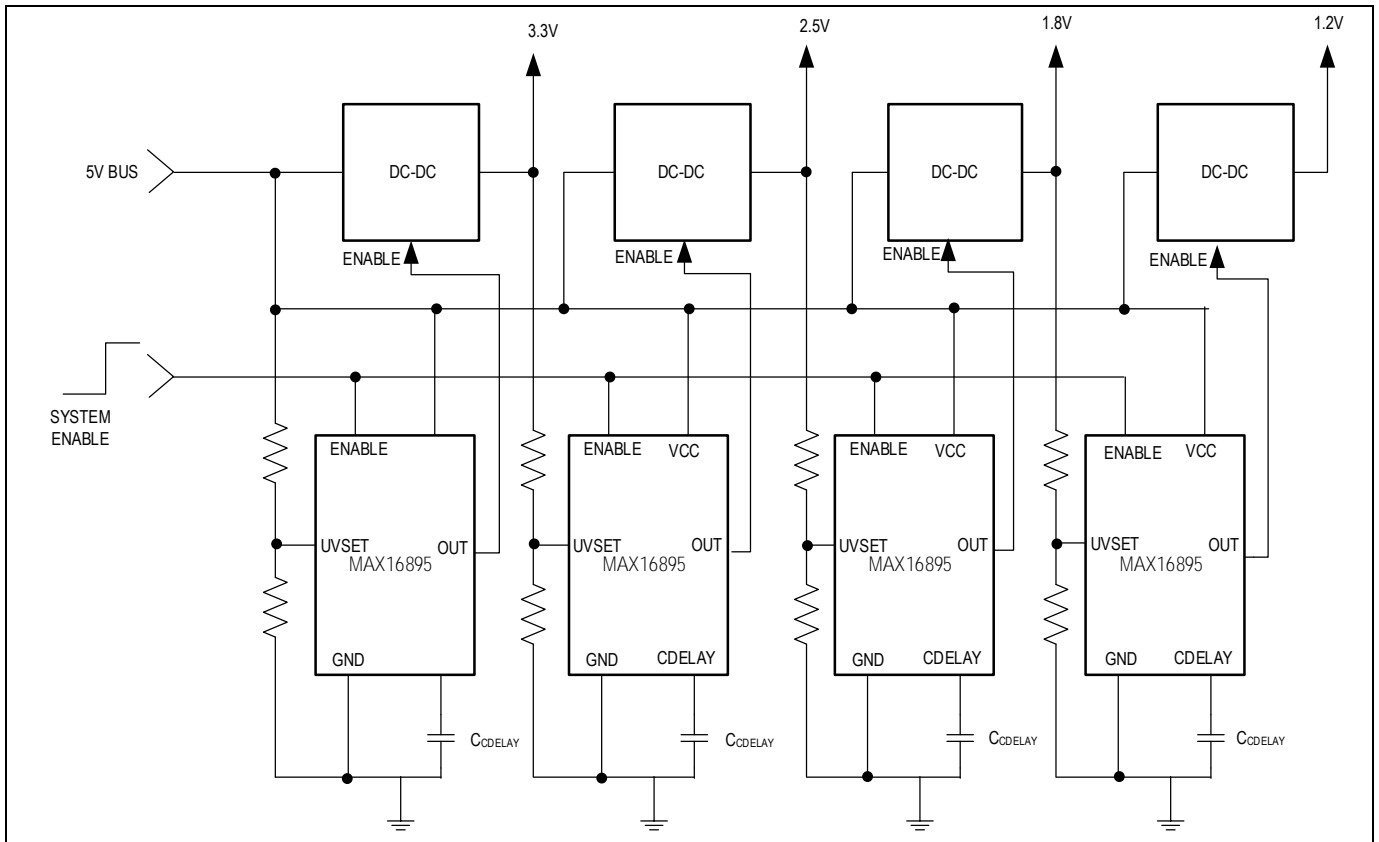 3.3V
2.5V
1.8V
1.2V
5V BUS
DC-DC
DC-DC
DC-DC
DC-DC
ENABLE
ENABLE
ENABLE
ENABLE
SYSTEM
ENABLE
ENABLE
ENABLE
VCC
ENABLE
VCC
ENABLE
VCC
UVSET
OUT
MAX16895
UVSET
OUT
MAX16895
UVSET
OUT
MAX16895
UVSET
OUT
MAX16895
GND
GND
CDELAY
GND
CDELAY
GND
CDELAY
CCDELAY
CCDELAY
CCDELAY
CCDELAY